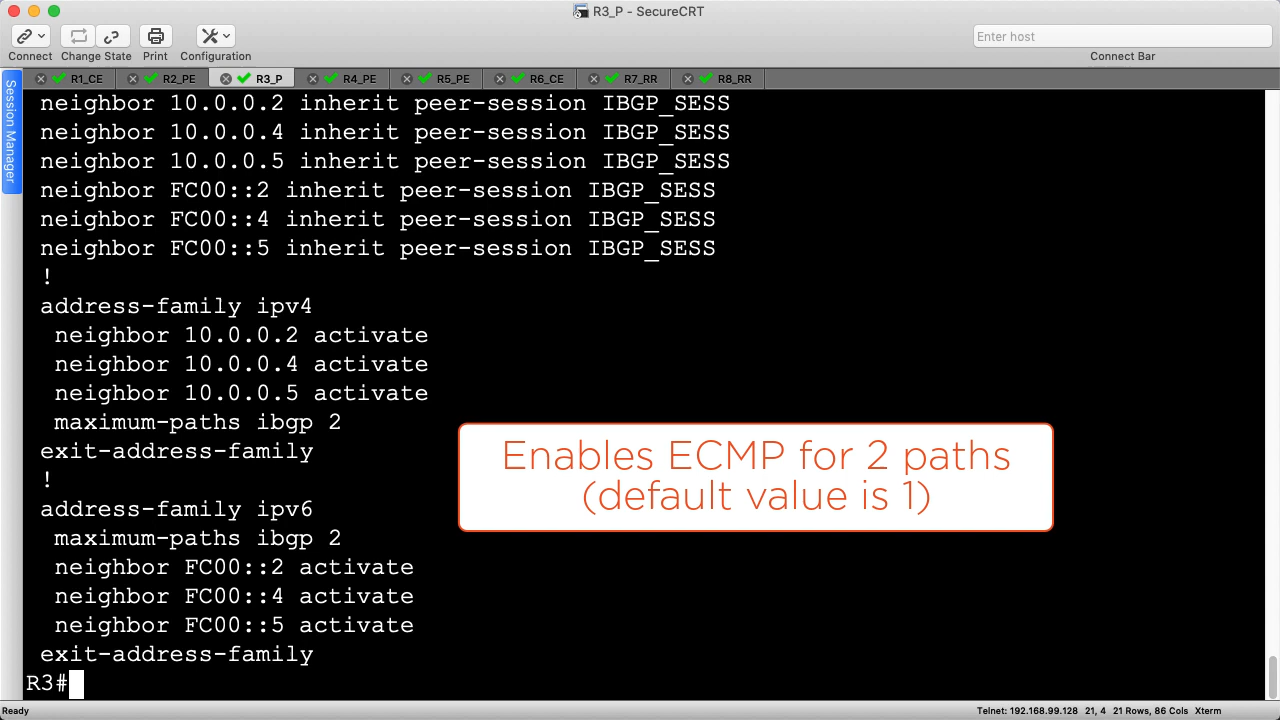 R3_P - SecureCRT
Enter host
Connect Change State Print Configuration Connect Bar
R1_CE R2_PE R3_P R4_PE R5_PE R6_CE R7_RR R8_RR
Session Manager
neighbor 10.0.0.2 inherit peer-session IBGP_SESS
neighbor 10.0.0.4 inherit peer-session IBGP_SESS
neighbor 10.0.0.5 inherit peer-session IBGP_SESS
neighbor FC00::2 inherit peer-session IBGP_SESS
neighbor FC00::4 inherit peer-session IBGP_SESS
neighbor FC00::5 inherit peer-session IBGP_SESS
!
address-family ipv4
neighbor 10.0.0.2 activate
neighbor 10.0.0.4 activate
neighbor 10.0.0.5 activate
maximum-paths ibgp 2
exit-address-family
!
address-family ipv6
maximum-paths ibgp 2
neighbor FC00::2 activate
neighbor FC00::4 activate
neighbor FC00::5 activate
exit-address-family
R3#
Enables ECMP for 2 paths
(default value is 1)
Ready Telnet: 192.168.99.128 21, 4 21 Rows, 86 Cols Xterm